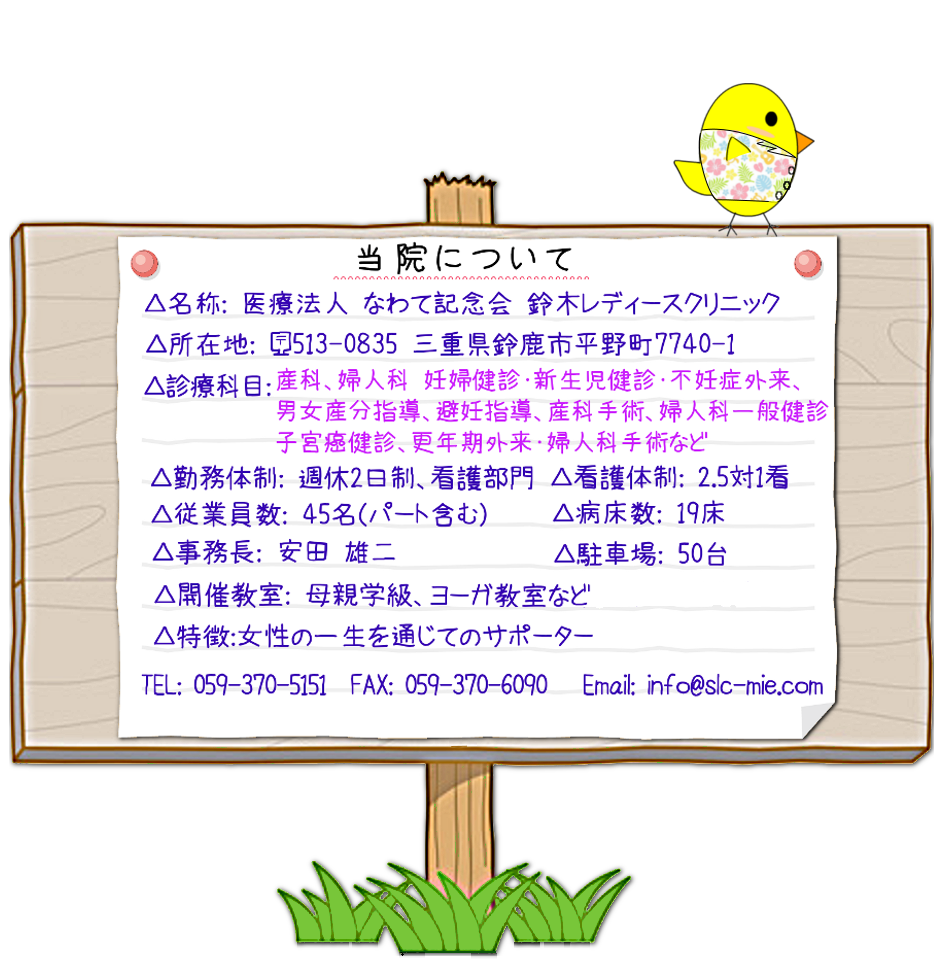 当院について
△名称: 医療法人 なわて記念会 鈴木レディースクリニック
△所在地: 〒513-0835 三重県鈴鹿市平野町7740-1
△診療科目:産科、婦人科 妊婦健診・新生児健診・不妊症外来、
男女産分指導、避妊指導、産科手術、婦人科一般健診
子宮癌健診、更年期外来・婦人科手術など
△勤務体制: 週休2日制、看護部門 △看護体制: 2.5対1看
△従業員数: 45名(パート含む) △病床数: 19床
△事務長: 安田 雄二 △駐車場: 50台
△開催教室: 母親学級、ヨーガ教室など
△特徴:女性の一生を通じてのサポーター
TEL: 059-370-5151 FAX: 059-370-6090 Email: info@slc-mie.com